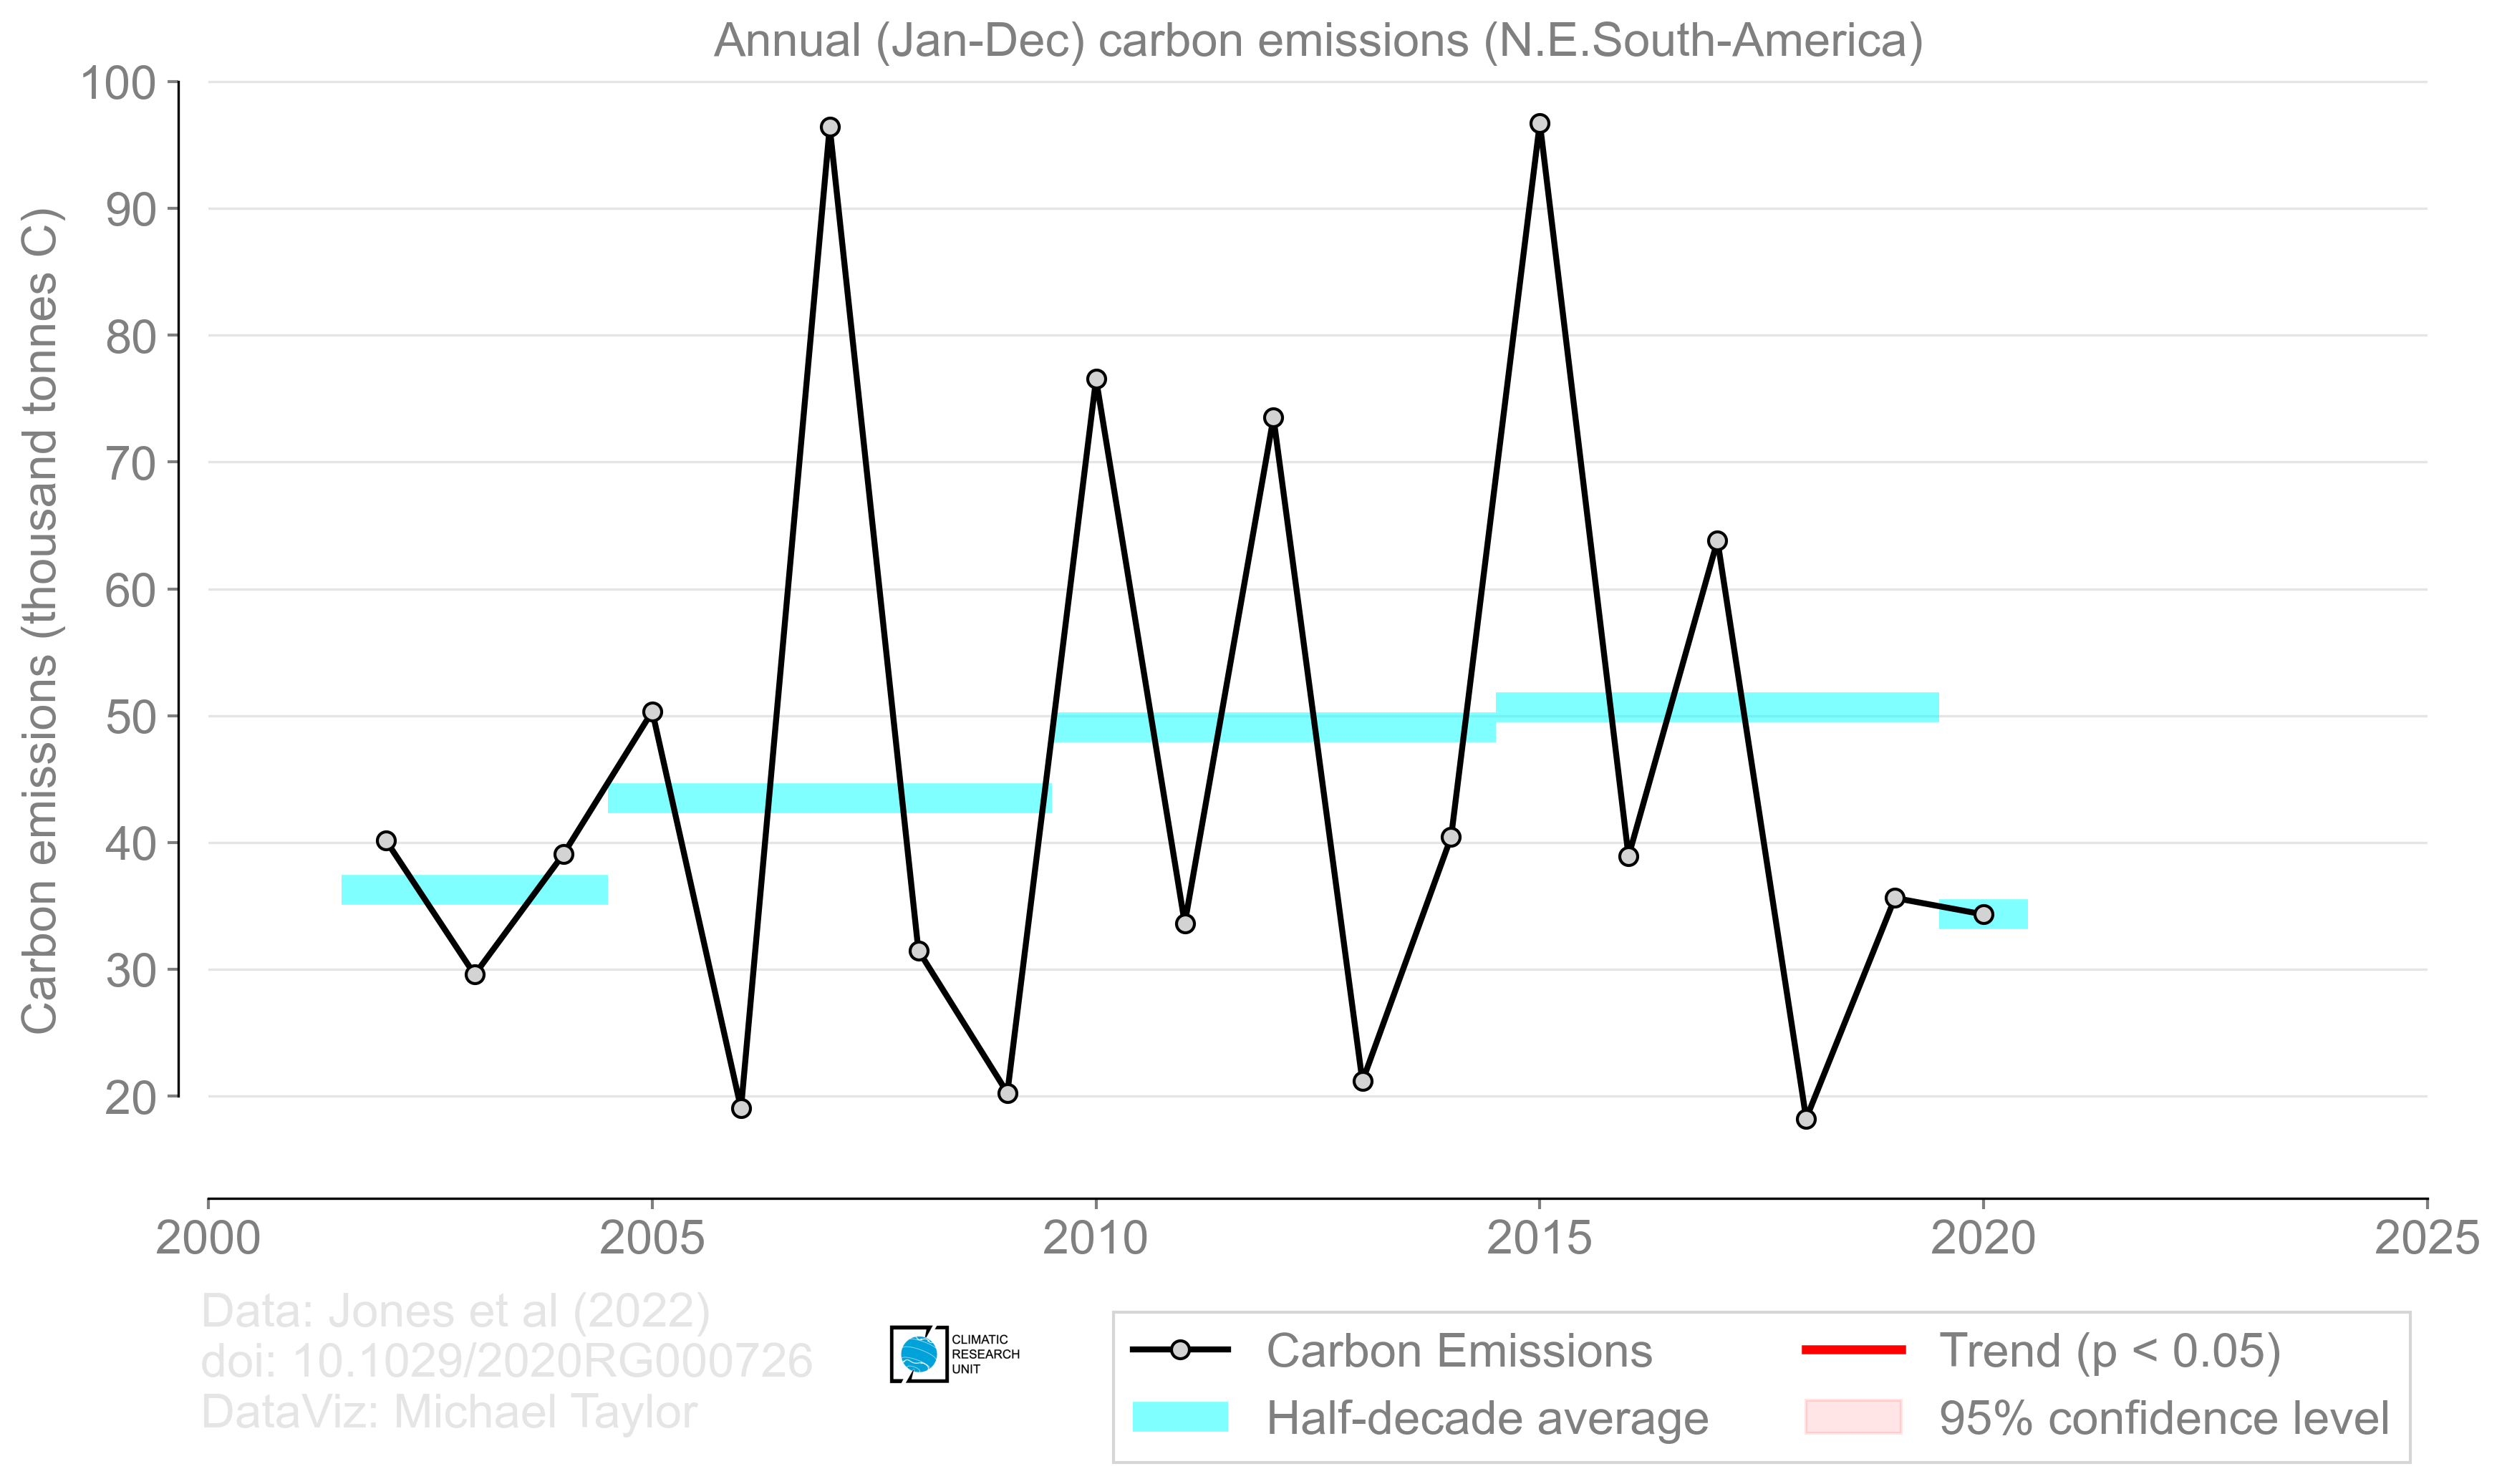 Annual (Jan-Dec) carbon emissions (N.E.South-America)
Carbon emissions (thousand tonnes C)
100
90
80
70
60
50
40
30
20
2000 2005 2010 2015 2020 2025
Data: Jones et al (2022)
doi: 10.1029/2020RG000726
DataViz: Michael Taylor
CLIMATIC
RESEARCH
UNIT
Carbon Emissions
Half-decade average
Trend (p < 0.05)
95% confidence level